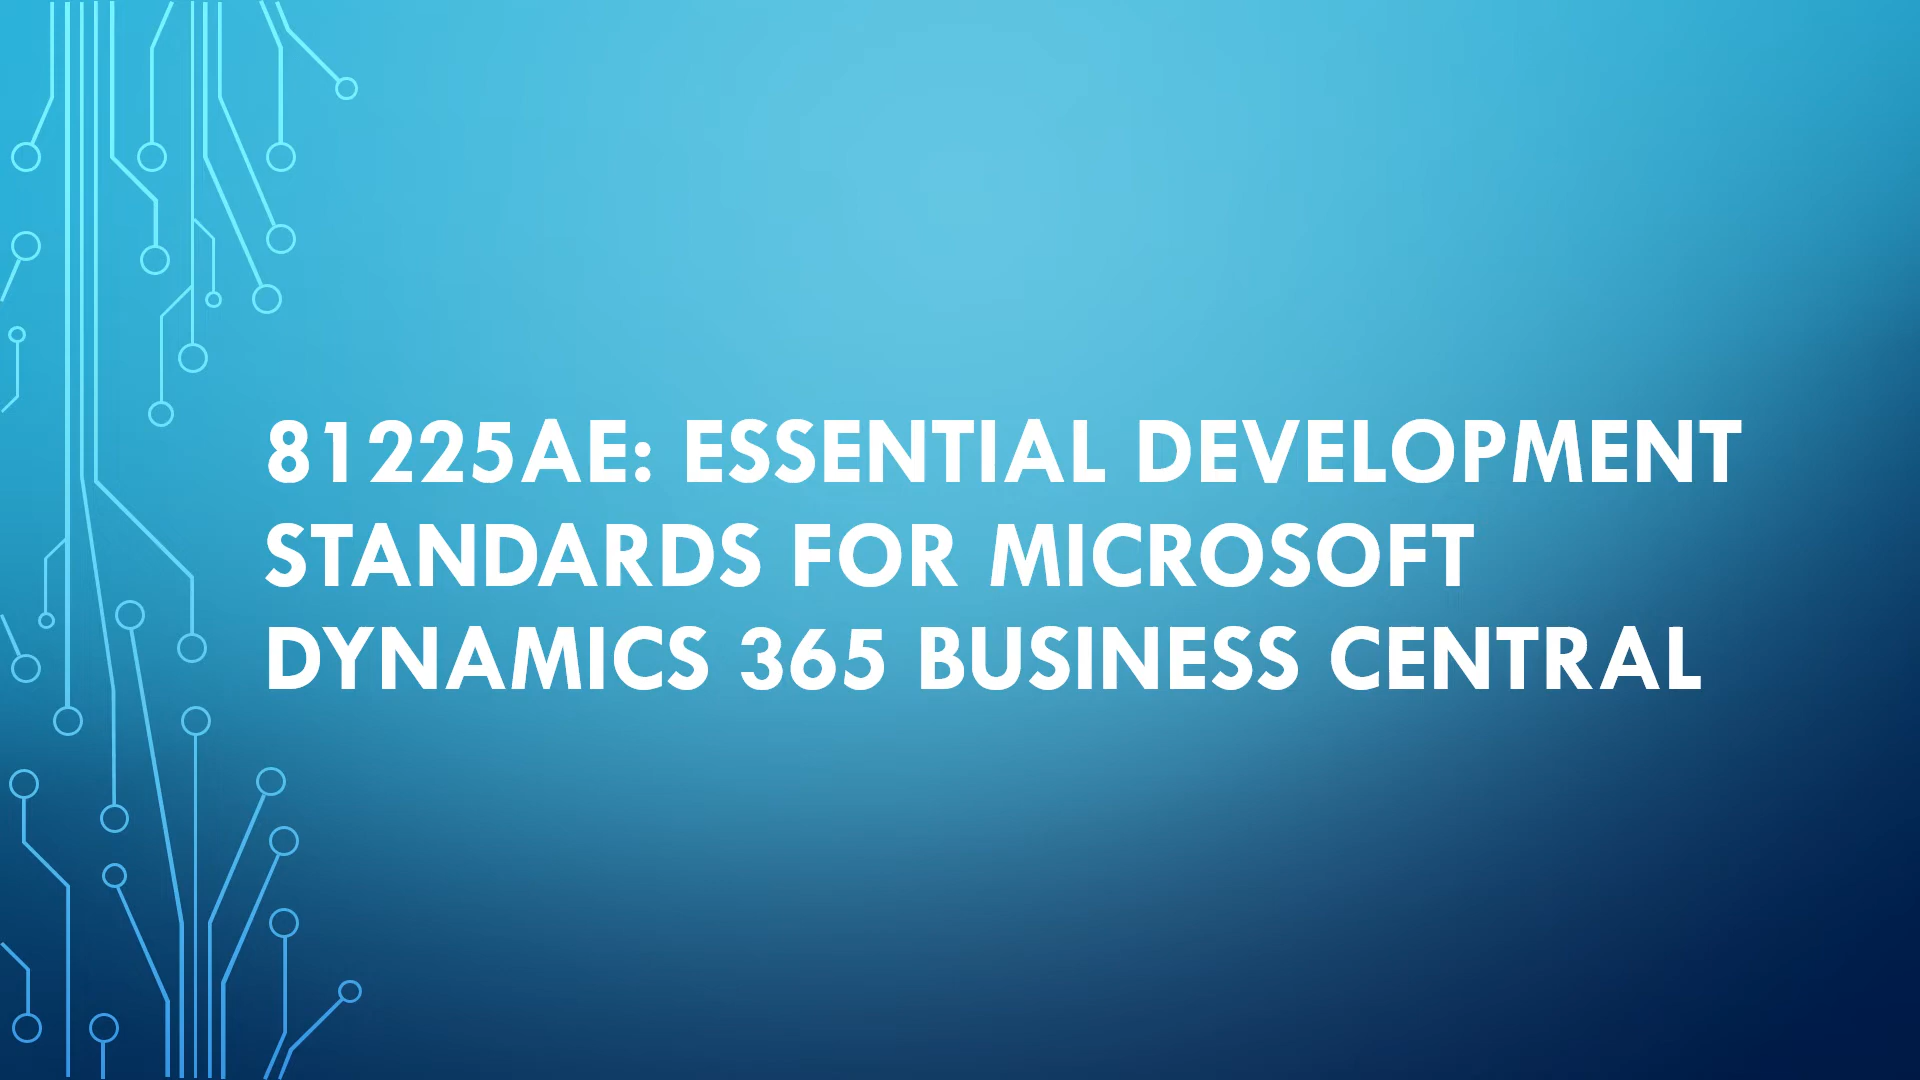 81225AE: ESSENTIAL DEVELOPMENT
STANDARDS FOR MICROSOFT
DYNAMICS 365 BUSINESS CENTRAL